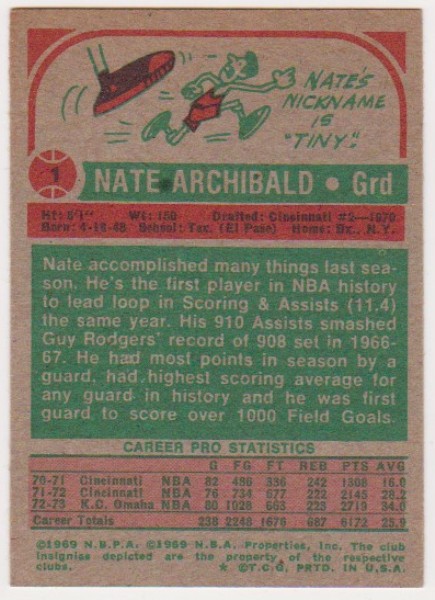 NATE'S
NICKNAME
IS
"TINY."
1 NATE ARCHIBALD • Grd
Ht: 6'1" Wt: 150 Drafted: Cincinnati #2—1970
Born: 4-18-48 School: Tex. (El Paso) Home: Bx., N.Y.
Nate accomplished many things last sea-
son. He's the first player in NBA history
to lead loop in Scoring & Assists (11.4)
the same year. His 910 Assists smashed
Guy Rodgers' record of 908 set in 1966-
67. He had most points in season by a
guard, had highest scoring average for
any guard in history and he was first
guard to score over 1000 Field Goals.
CAREER PRO STATISTICS
G FG FT REB PTS AVG
70-71 Cincinnati NBA 82 486 336 242 1308 16.0
71-72 Cincinnati NBA 76 734 677 222 2145 28.2
72-73 K.C. Omaha NBA 80 1028 663 223 2719 34.0
Career Totals 238 2248 1676 687 6172 25.9
©1969 N.B.P.A. ©1969 N.B.A. Properties, Inc. The club
insignias depicted are the property of the respective
clubs. * ©T.C.G. PRTD. IN U.S.A.